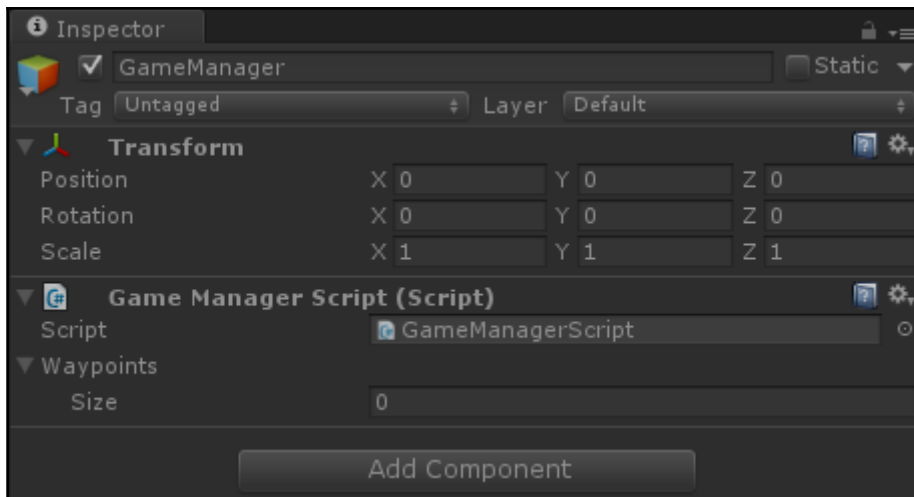 Inspector
GameManager Static
Tag Untagged Layer Default
Transform
Position X 0 Y 0 Z 0
Rotation X 0 Y 0 Z 0
Scale X 1 Y 1 Z 1
Game Manager Script (Script)
Script GameManagerScript
Waypoints
Size 0
Add Component